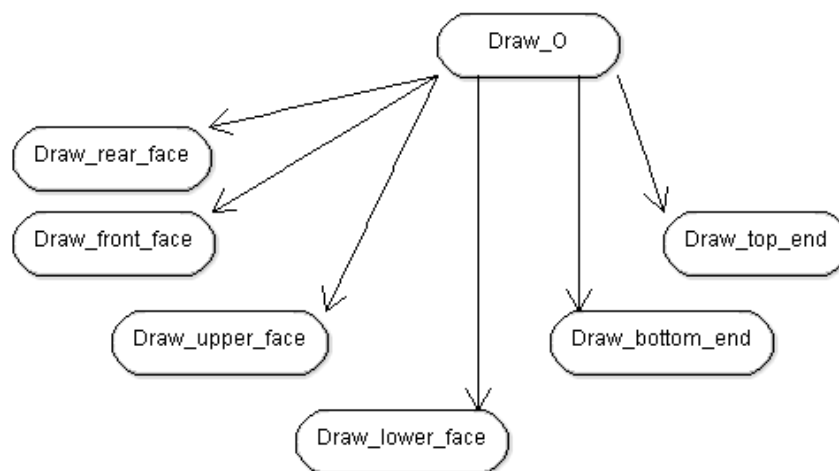 Draw_O
Draw_rear_face
Draw_front_face
Draw_top_end
Draw_upper_face
Draw_bottom_end
Draw_lower_face